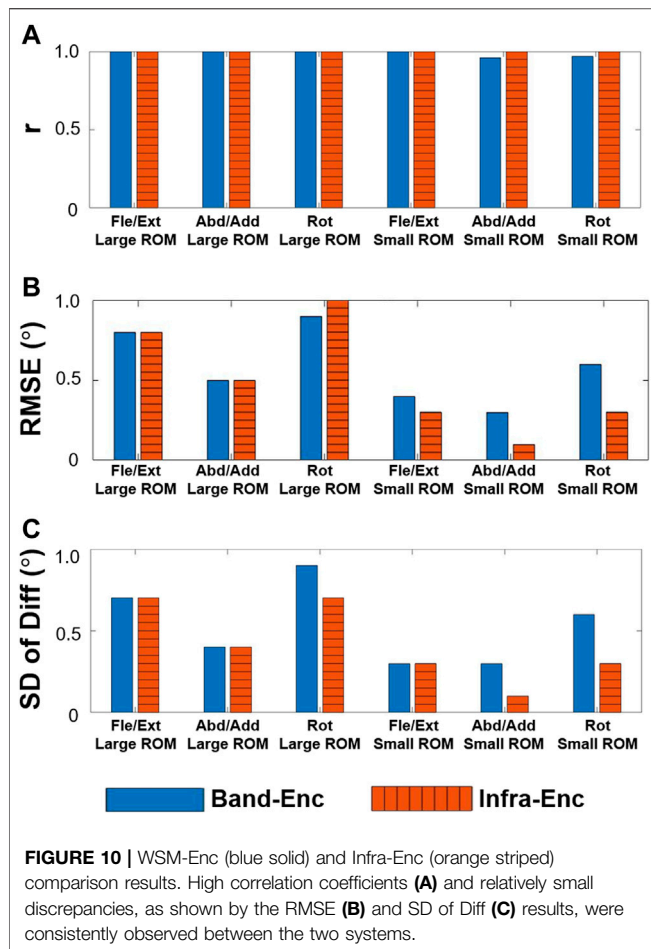 A
1.0
r
0.5
0
Fle/Ext Abd/Add Rot Fle/Ext Abd/Add Rot
Large ROM Large ROM Large ROM Small ROM Small ROM Small ROM
B
1.0
RMSE (°)
0.5
0
Fle/Ext Abd/Add Rot Fle/Ext Abd/Add Rot
Large ROM Large ROM Large ROM Small ROM Small ROM Small ROM
C
1.0
SD of Diff (°)
0.5
0
Fle/Ext Abd/Add Rot Fle/Ext Abd/Add Rot
Large ROM Large ROM Large ROM Small ROM Small ROM Small ROM
Band-Enc Infra-Enc
FIGURE 10 | WSM-Enc (blue solid) and Infra-Enc (orange striped)
comparison results. High correlation coefficients (A) and relatively small
discrepancies, as shown by the RMSE (B) and SD of Diff (C) results, were
consistently observed between the two systems.